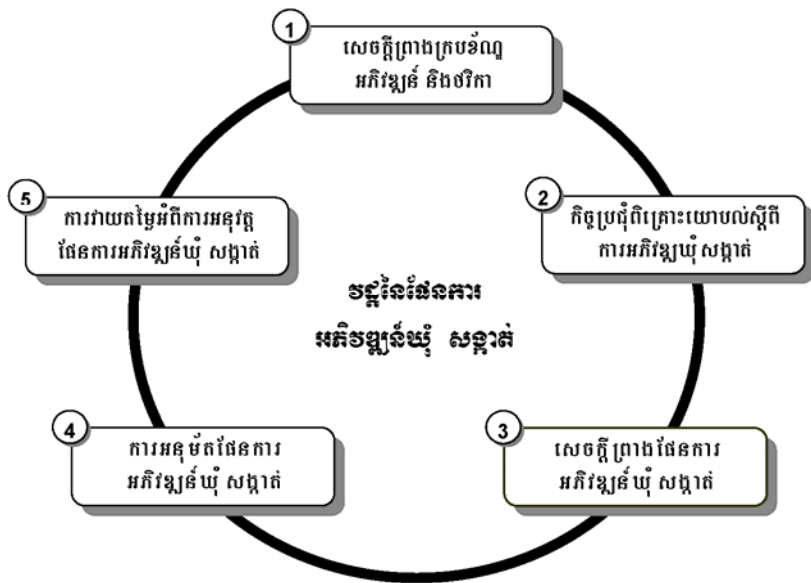 1
សេចក្តីព្រាងក្របខ័ណ្ឌ
អភិវឌ្ឍន៍ និងថវិកា
2
កិច្ចប្រជុំពិគ្រោះយោបល់ស្តីពី
ការអភិវឌ្ឍឃុំ សង្កាត់
3
សេចក្តីព្រាងផែនការ
អភិវឌ្ឍន៍ឃុំ សង្កាត់
4
ការអនុម័តផែនការ
អភិវឌ្ឍន៍ឃុំ សង្កាត់
5
ការវាយតម្លៃអំពីការអនុវត្ត
ផែនការអភិវឌ្ឍន៍ឃុំ សង្កាត់
វដ្តនៃផែនការ
អភិវឌ្ឍន៍ឃុំ សង្កាត់